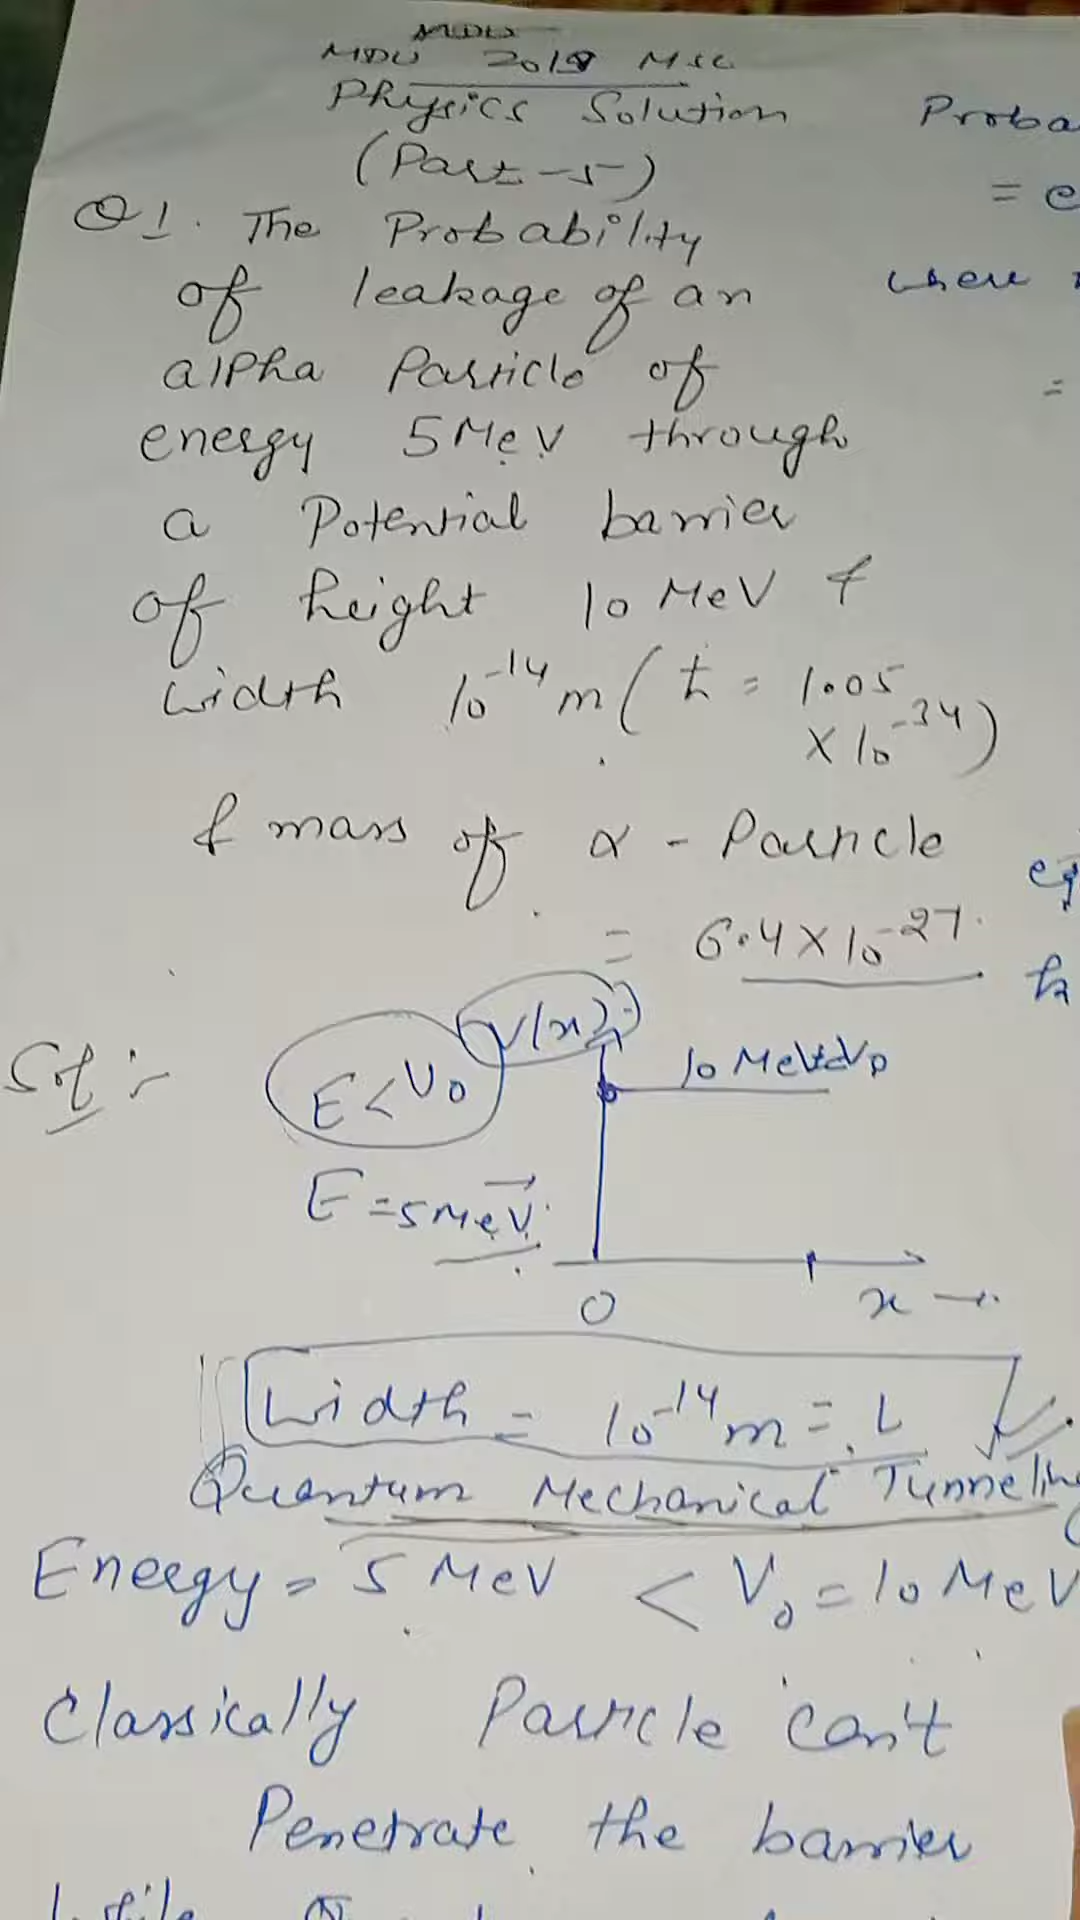 MDU
MDU 2018 MSC
Physics Solution
(Part-5)
Q1. The Probability
of leakage of an
alpha Particle of
energy 5MeV through
a Potential barrier
of height 10 MeV &
width 10^-14 m (ħ = 1.05
× 10^-34)
& mass of α - Particle
= 6.4 × 10^-27
Sol :-
V(x)
E < V0
10 MeV = V0
E = 5MeV
0
x →
Width = 10^-14 m = L
Quantum Mechanical Tunneling
Energy = 5 MeV < V0 = 10 MeV
Classically Particle can't
Penetrate the barrier
Proba
= e
where
=